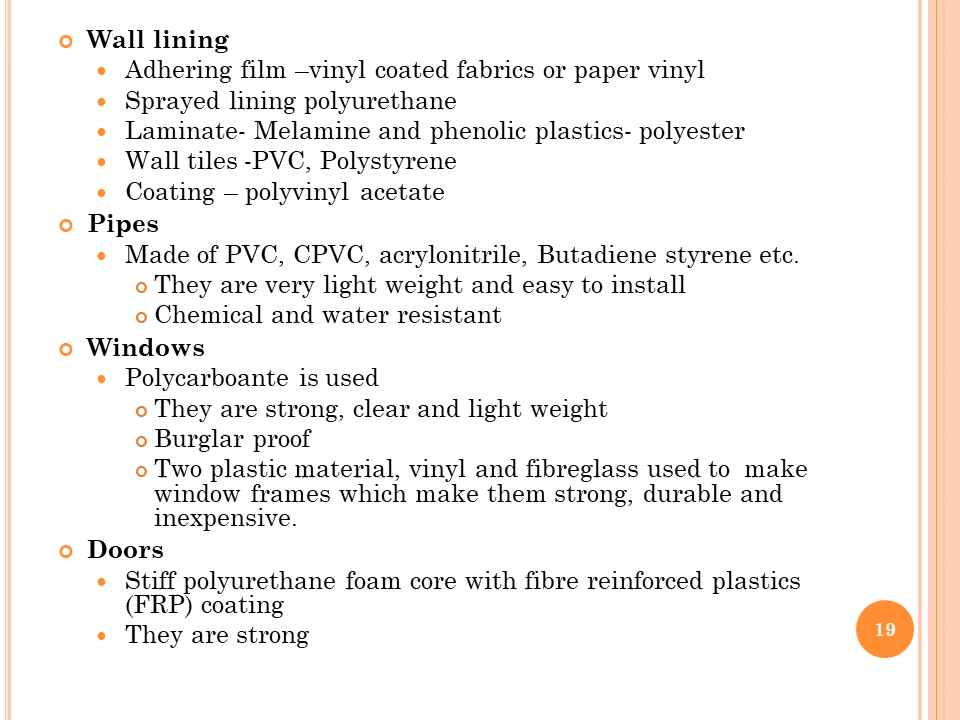 Wall lining
Adhering film –vinyl coated fabrics or paper vinyl
Sprayed lining polyurethane
Laminate- Melamine and phenolic plastics- polyester
Wall tiles -PVC, Polystyrene
Coating – polyvinyl acetate
Pipes
Made of PVC, CPVC, acrylonitrile, Butadiene styrene etc.
They are very light weight and easy to install
Chemical and water resistant
Windows
Polycarboante is used
They are strong, clear and light weight
Burglar proof
Two plastic material, vinyl and fibreglass used to  make
window frames which make them strong, durable and
inexpensive.
Doors
Stiff polyurethane foam core with fibre reinforced plastics
(FRP) coating
They are strong
19